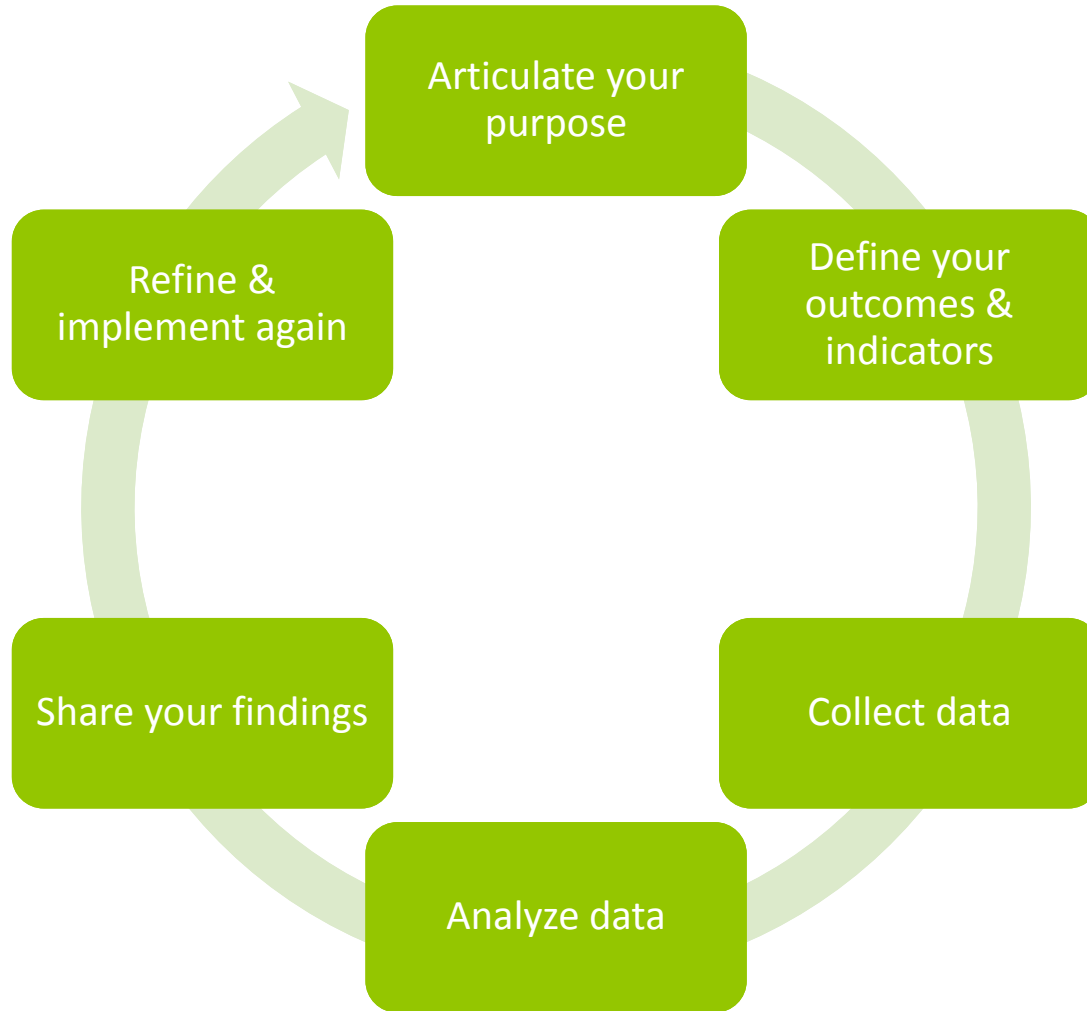 Articulate your
purpose
Define your
outcomes &
indicators
Collect data
Analyze data
Share your findings
Refine &
implement again